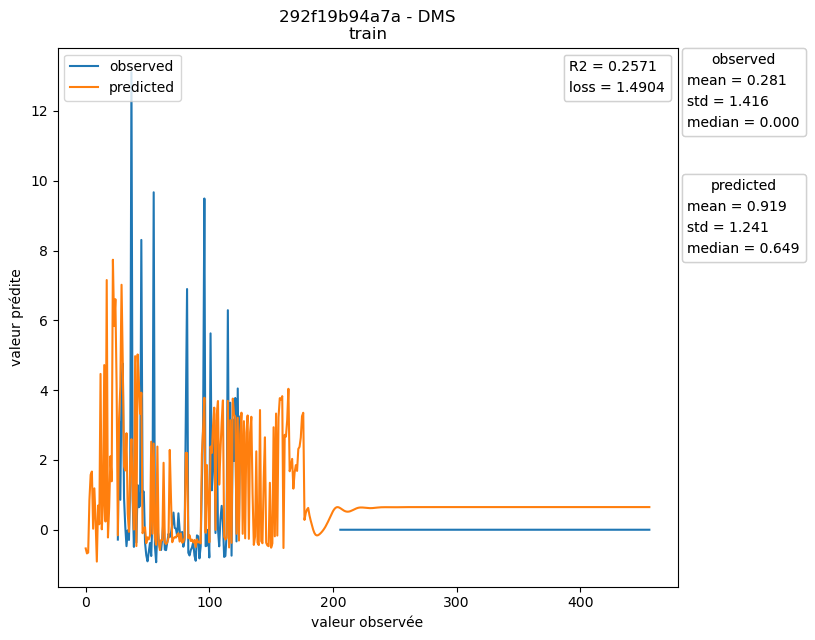 292f19b94a7a - DMS
train
observed
predicted
R2 = 0.2571
loss = 1.4904
observed
mean = 0.281
std = 1.416
median = 0.000
predicted
mean = 0.919
std = 1.241
median = 0.649
valeur prédite
12
10
8
6
4
2
0
0 100 200 300 400
valeur observée